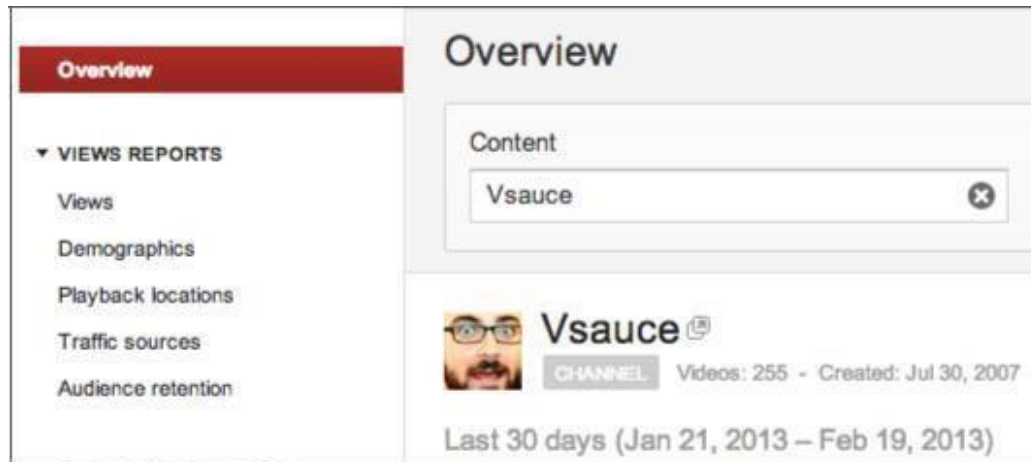 Overview
VIEWS REPORTS
Views
Demographics
Playback locations
Traffic sources
Audience retention
Overview
Content
Vsauce
Vsauce
CHANNEL Videos: 255 - Created: Jul 30, 2007
Last 30 days (Jan 21, 2013 – Feb 19, 2013)